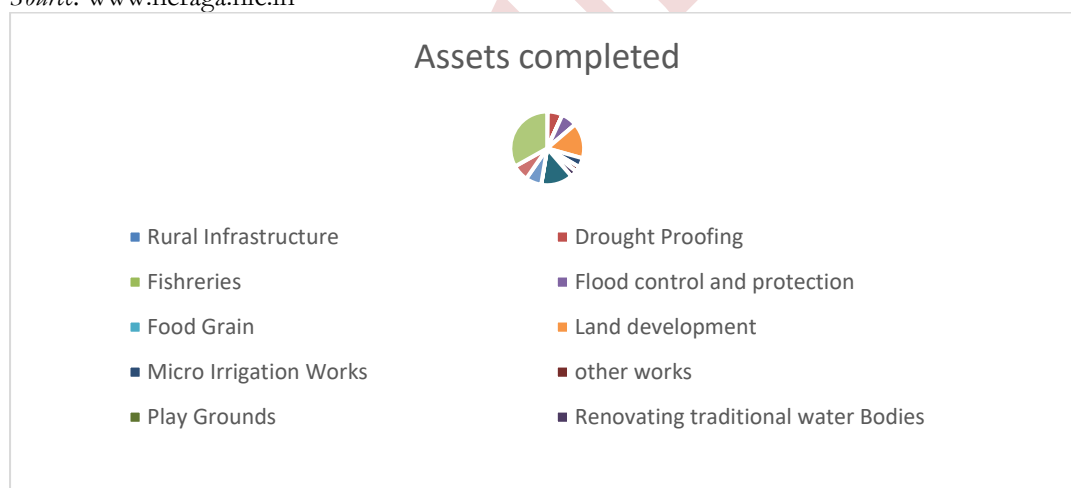 Assets completed
Rural Infrastructure
Drought Proofing
Fishreries
Flood control and protection
Food Grain
Land development
Micro Irrigation Works
other works
Play Grounds
Renovating traditional water Bodies